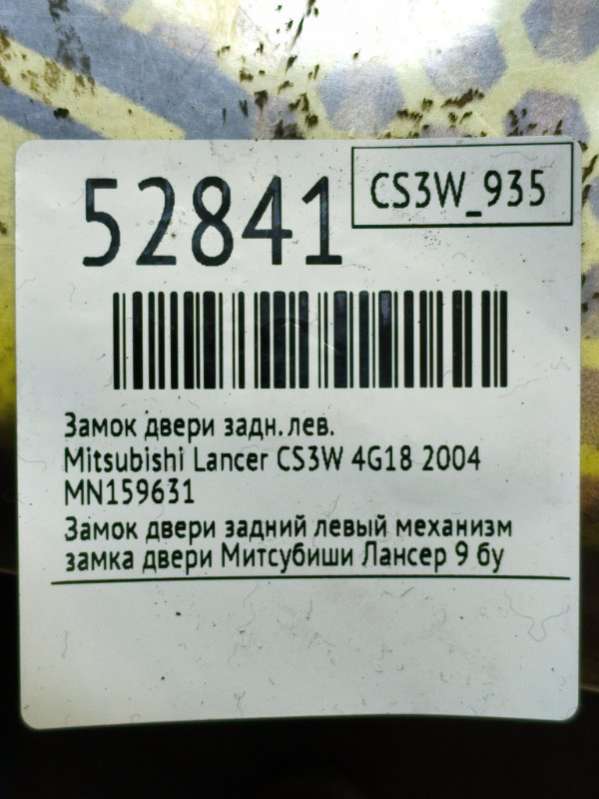 52841
CS3W_935
Замок двери задн. лев.
Mitsubishi Lancer CS3W 4G18 2004
MN159631
Замок двери задний левый механизм
замка двери Митсубиши Лансер 9 бу